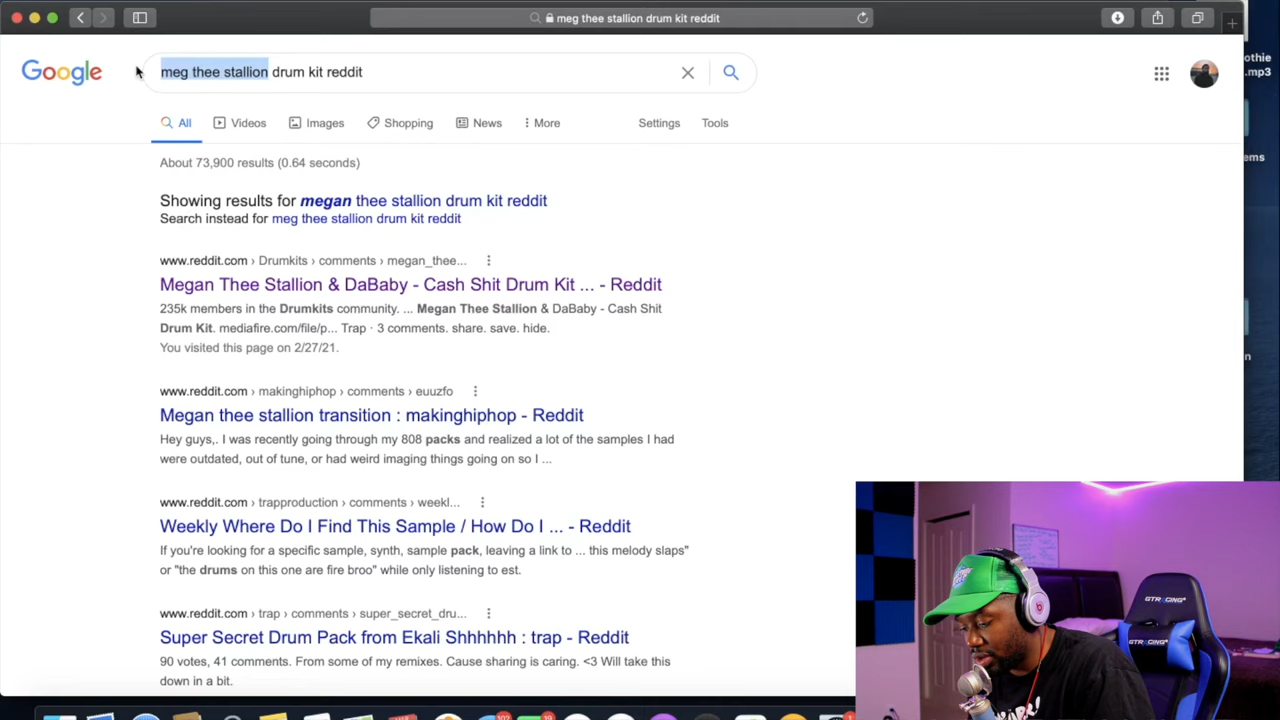 meg thee stallion drum kit reddit
Google
meg thee stallion drum kit reddit
All
Videos
Images
Shopping
News
More
Settings
Tools
About 73,900 results (0.64 seconds)
Showing results for megan thee stallion drum kit reddit
Search instead for meg thee stallion drum kit reddit
www.reddit.com › Drumkits › comments › megan_thee...
Megan Thee Stallion & DaBaby - Cash Shit Drum Kit ... - Reddit
235k members in the Drumkits community. ... Megan Thee Stallion & DaBaby - Cash Shit
Drum Kit. mediafire.com/file/p... Trap · 3 comments. share. save. hide.
You visited this page on 2/27/21.
www.reddit.com › makinghiphop › comments › euuzfo
Megan thee stallion transition : makinghiphop - Reddit
Hey guys,. I was recently going through my 808 packs and realized a lot of the samples I had
were outdated, out of tune, or had weird imaging things going on so I ...
www.reddit.com › trapproduction › comments › weekl...
Weekly Where Do I Find This Sample / How Do I ... - Reddit
If you're looking for a specific sample, synth, sample pack, leaving a link to ... this melody slaps"
or "the drums on this one are fire broo" while only listening to est.
www.reddit.com › trap › comments › super_secret_dru...
Super Secret Drum Pack from Ekali Shhhhhh : trap - Reddit
90 votes, 41 comments. From some of my remixes. Cause sharing is caring. <3 Will take this
down in a bit.
othie
.mp3
ems
n
GTRACING
GTRACING
102
19